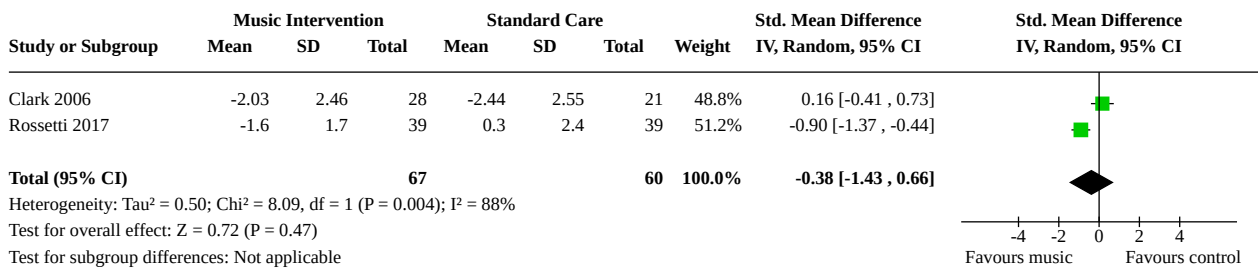 Music Intervention Standard Care Std. Mean Difference Std. Mean Difference
Study or Subgroup Mean SD Total Mean SD Total Weight IV, Random, 95% CI IV, Random, 95% CI
Clark 2006 -2.03 2.46 28 -2.44 2.55 21 48.8% 0.16 [-0.41 , 0.73]
Rossetti 2017 -1.6 1.7 39 0.3 2.4 39 51.2% -0.90 [-1.37 , -0.44]
Total (95% CI) 67 60 100.0% -0.38 [-1.43 , 0.66]
Heterogeneity: Tau² = 0.50; Chi² = 8.09, df = 1 (P = 0.004); I² = 88%
Test for overall effect: Z = 0.72 (P = 0.47)
-4 -2 0 2 4
Test for subgroup differences: Not applicable
Favours music Favours control